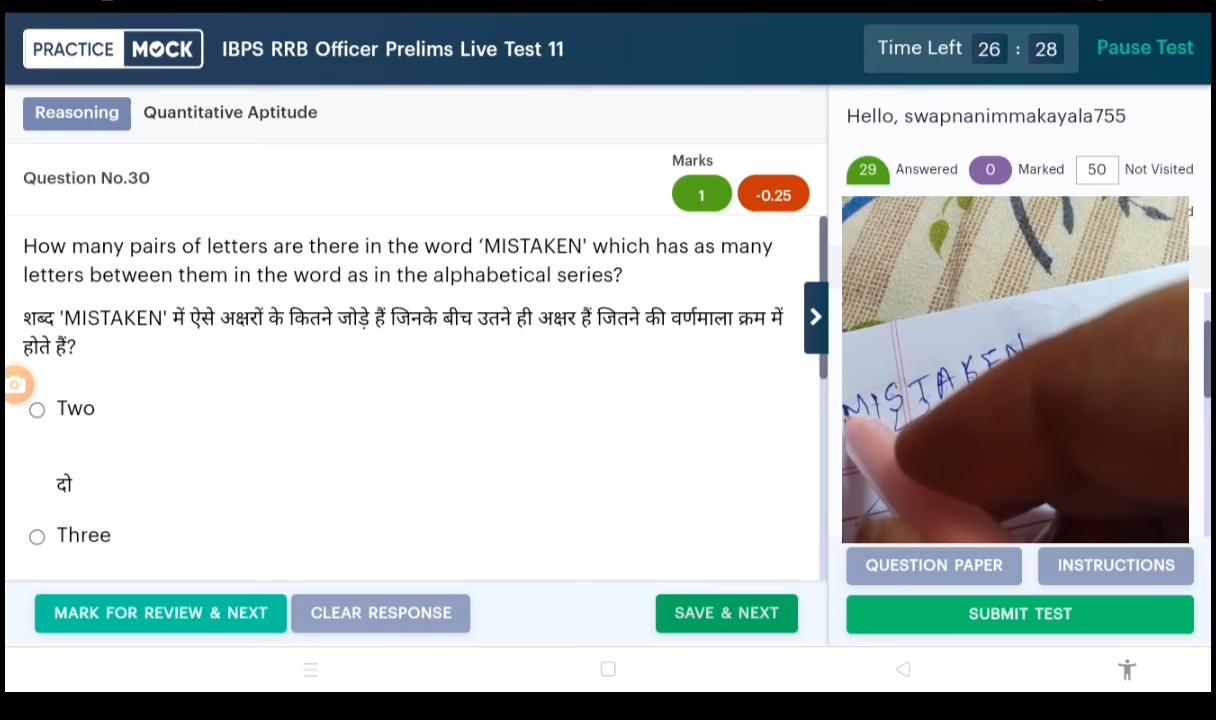 PRACTICE MOCK IBPS RRB Officer Prelims Live Test 11 Time Left 26 : 28 Pause Test
Reasoning Quantitative Aptitude
Hello, swapnanimmakayala755
Question No.30
Marks
1 -0.25
29 Answered 0 Marked 50 Not Visited
How many pairs of letters are there in the word ‘MISTAKEN' which has as many
letters between them in the word as in the alphabetical series?
शब्द 'MISTAKEN' में ऐसे अक्षरों के कितने जोड़े हैं जिनके बीच उतने ही अक्षर हैं जितने की वर्णमाला क्रम में
होते हैं?
Two
दो
Three
MISTAKEN
QUESTION PAPER INSTRUCTIONS
MARK FOR REVIEW & NEXT CLEAR RESPONSE SAVE & NEXT SUBMIT TEST